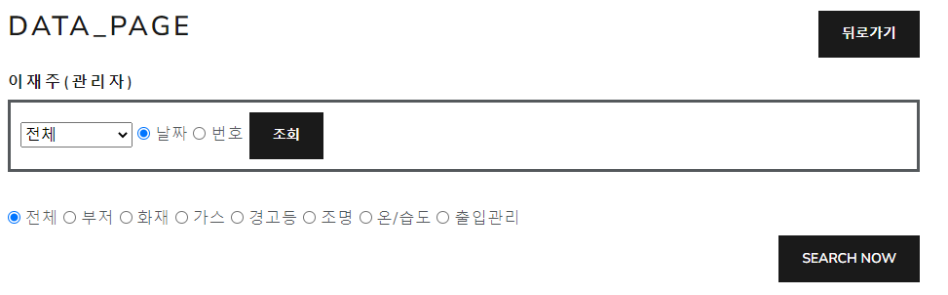 DATA_PAGE
뒤로가기
이재주(관리자)
전체 날짜 번호 조회
전체 부저 화재 가스 경고등 조명 온/습도 출입관리
SEARCH NOW